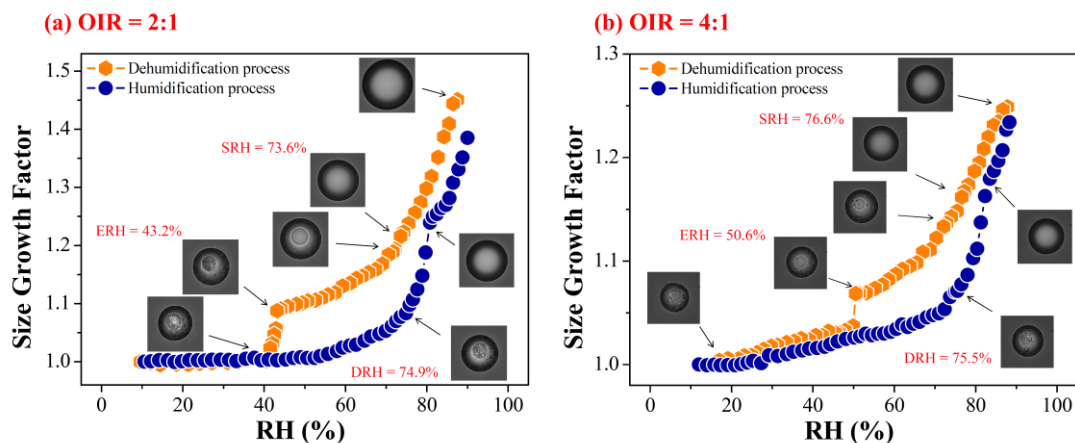 (a) OIR = 2:1
Size Growth Factor
1.5
1.4
1.3
1.2
1.1
1.0
Dehumidification process
Humidification process
SRH = 73.6%
ERH = 43.2%
DRH = 74.9%
0
20
40
60
80
100
RH (%)
(b) OIR = 4:1
Size Growth Factor
1.3
1.2
1.1
1.0
Dehumidification process
Humidification process
SRH = 76.6%
ERH = 50.6%
DRH = 75.5%
0
20
40
60
80
100
RH (%)